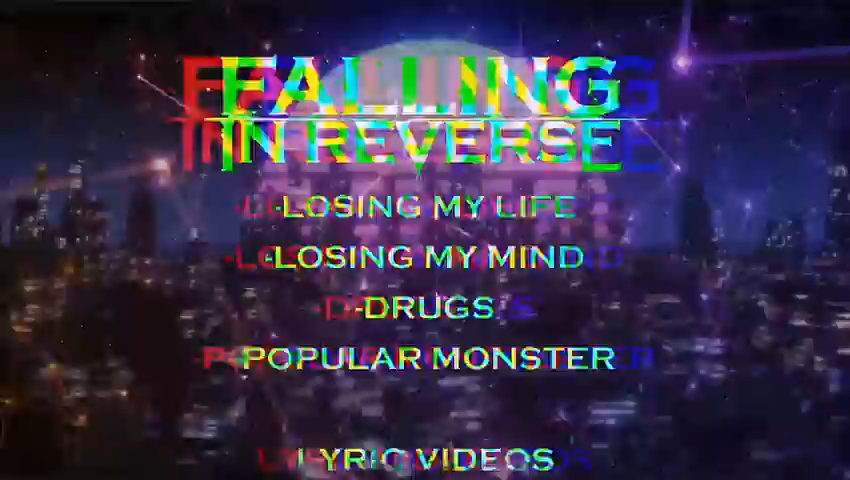 FALLING
IN REVERSE
-LOSING MY LIFE
-LOSING MY MIND
-DRUGS
-POPULAR MONSTER
LYRIC VIDEOS